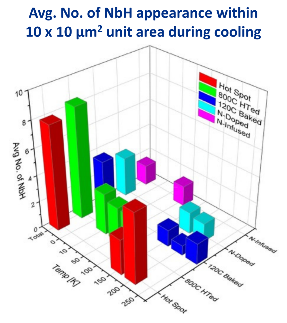 Avg. No. of NbH appearance within
10 x 10 μm² unit area during cooling
Hot Spot
800C HTed
120C Baked
N-Doped
N-Infused
10
8
6
4
2
0
Avg No. of NbH
Total
0
10
50
100
150
200
250
Temp [K]
Hot Spot
800C HTed
120C Baked
N-Doped
N-Infused